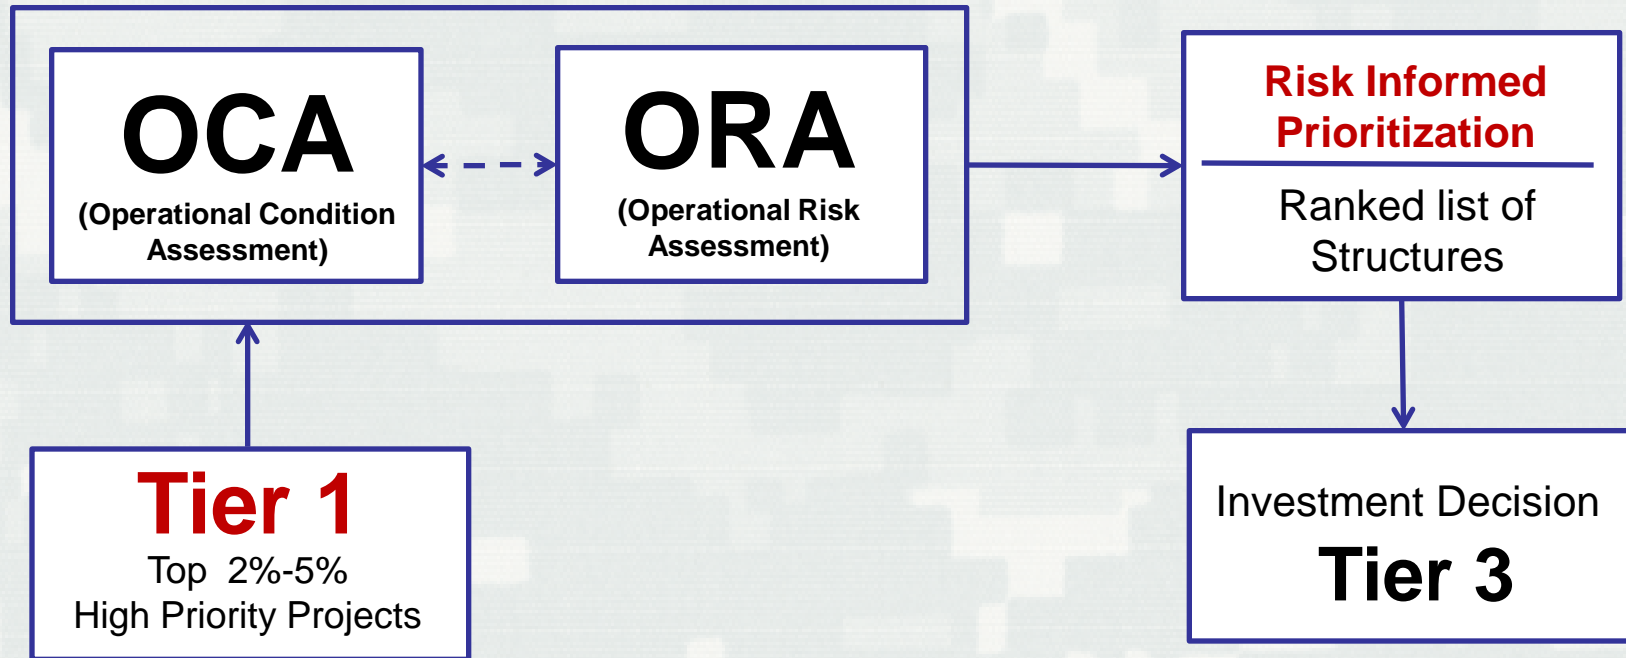 OCA
(Operational Condition
Assessment)
ORA
(Operational Risk
Assessment)
Risk Informed
Prioritization
Ranked list of
Structures
Tier 1
Top 2%-5%
High Priority Projects
Investment Decision
Tier 3